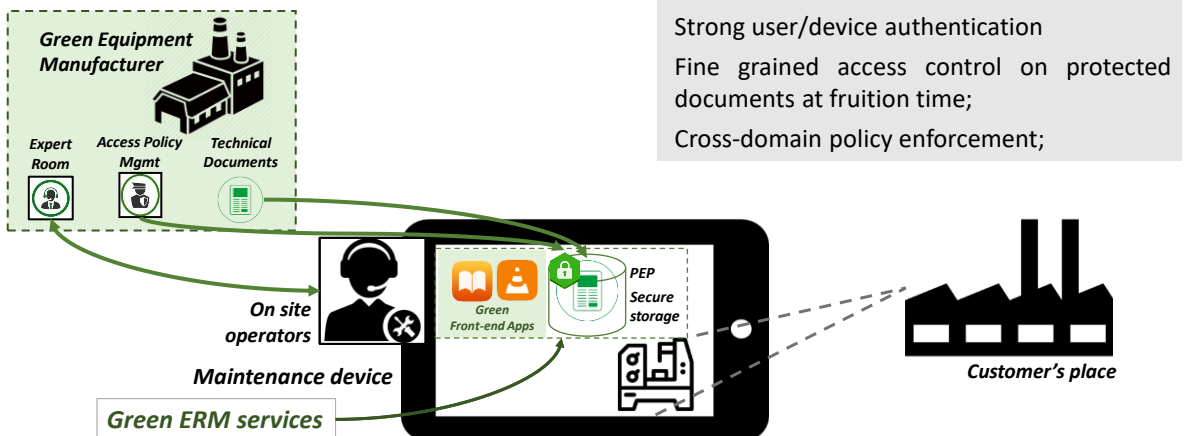 Green Equipment
Manufacturer
Expert
Room
Access Policy
Mgmt
Technical
Documents
Strong user/device authentication
Fine grained access control on protected
documents at fruition time;
Cross-domain policy enforcement;
On site
operators
Green
Front-end Apps
PEP
Secure
storage
Maintenance device
Customer's place
Green ERM services